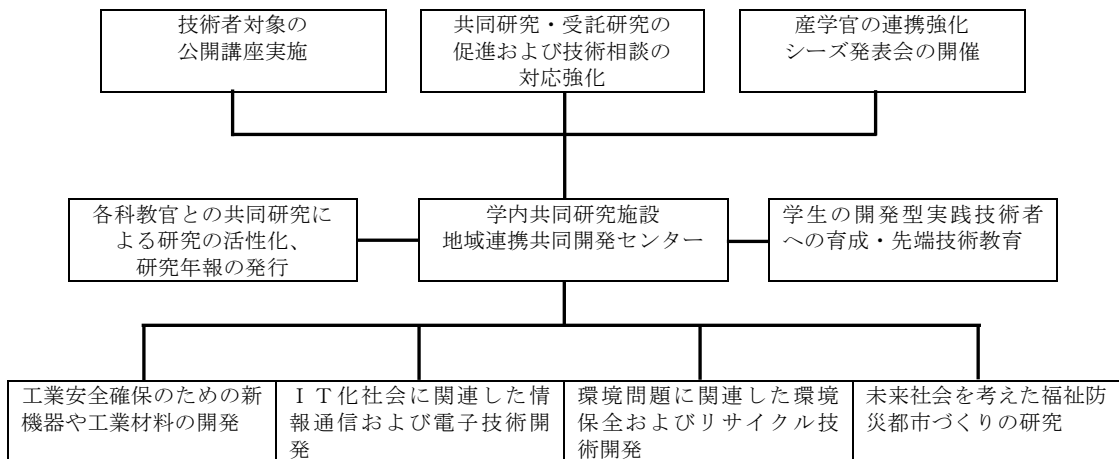 技術者対象の
公開講座実施
共同研究・受託研究の
促進および技術相談の
対応強化
産学官の連携強化
シーズ発表会の開催
各科教官との共同研究に
よる研究の活性化、
研究年報の発行
学内共同研究施設
地域連携共同開発センター
学生の開発型実践技術者
への育成・先端技術教育
工業安全確保のための新
機器や工業材料の開発
ＩＴ化社会に関連した情
報通信および電子技術開
発
環境問題に関連した環境
保全およびリサイクル技
術開発
未来社会を考えた福祉防
災都市づくりの研究